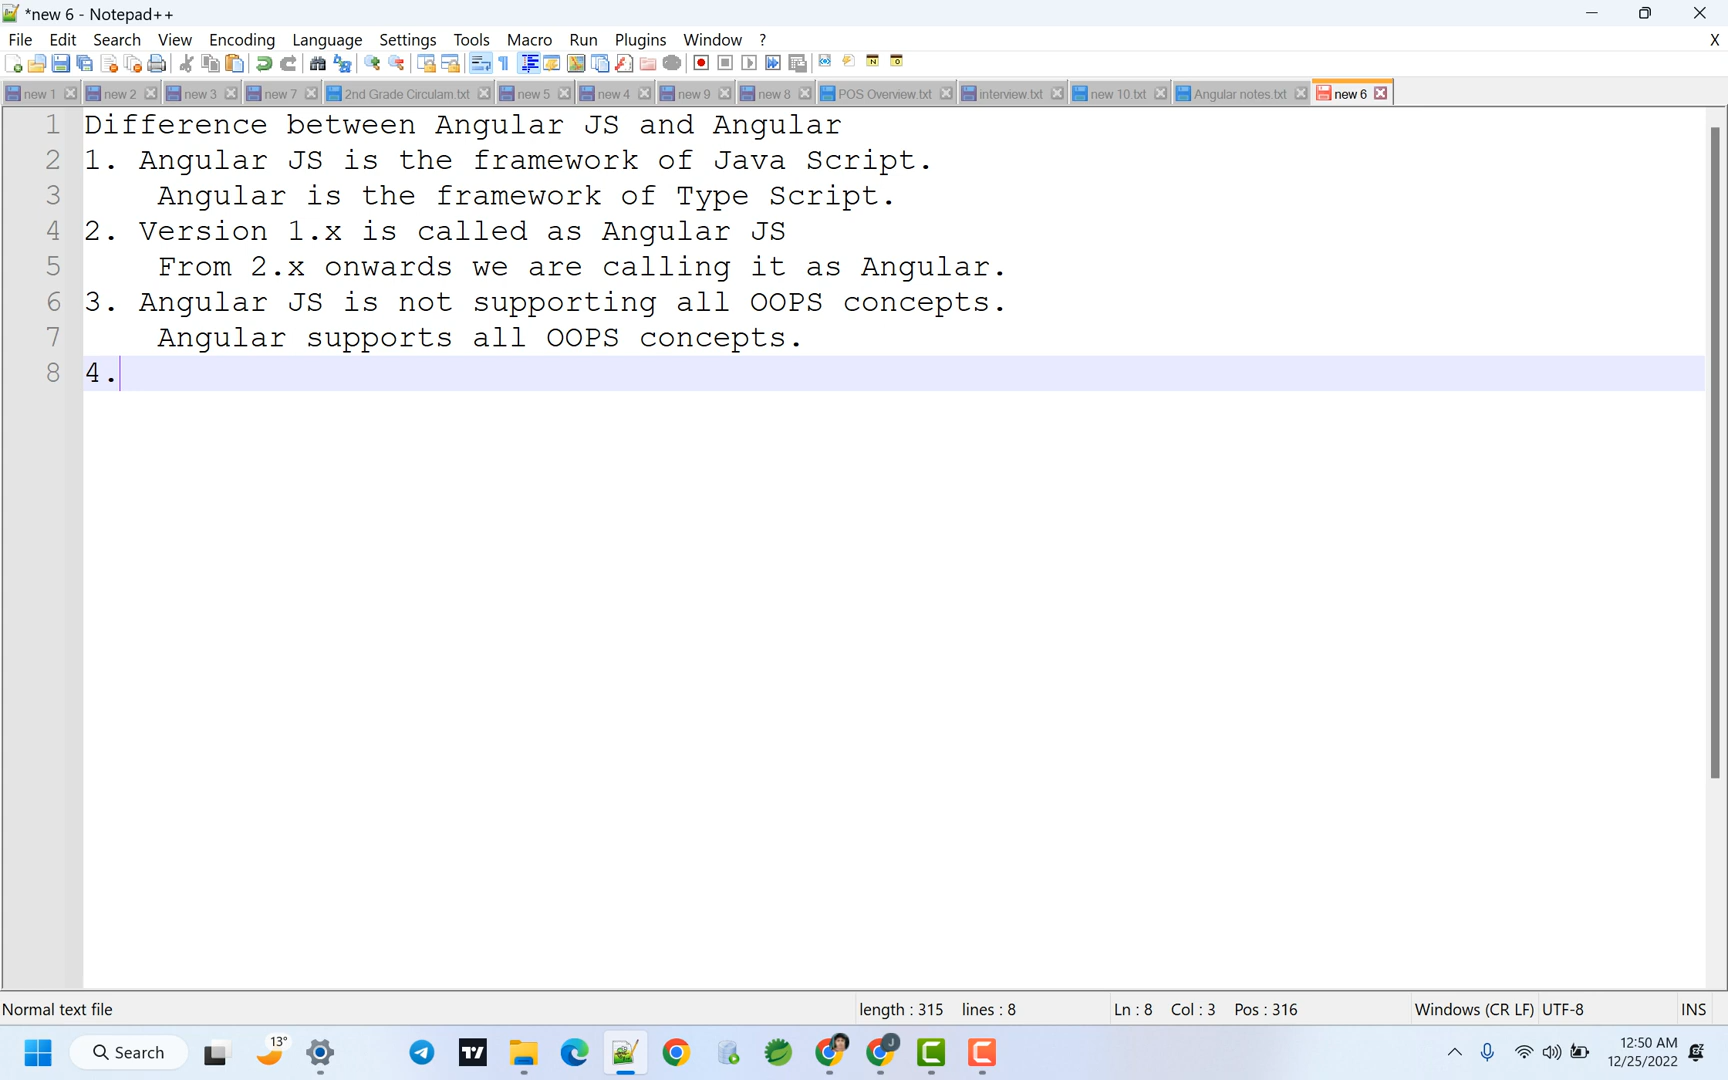 *new 6 - Notepad++
File Edit Search View Encoding Language Settings Tools Macro Run Plugins Window ? X
new 1 new 2 new 3 new 7 2nd Grade Circulam.txt new 5 new 4 new 9 new 8 POS Overview.txt interview.txt new 10.txt Angular notes.txt new 6
1 Difference between Angular JS and Angular
2 1. Angular JS is the framework of Java Script.
3 Angular is the framework of Type Script.
4 2. Version 1.x is called as Angular JS
5 From 2.x onwards we are calling it as Angular.
6 3. Angular JS is not supporting all OOPS concepts.
7 Angular supports all OOPS concepts.
8 4.
Normal text file length : 315 lines : 8 Ln : 8 Col : 3 Pos : 316 Windows (CR LF) UTF-8 INS
Search 13° 12:50 AM
12/25/2022